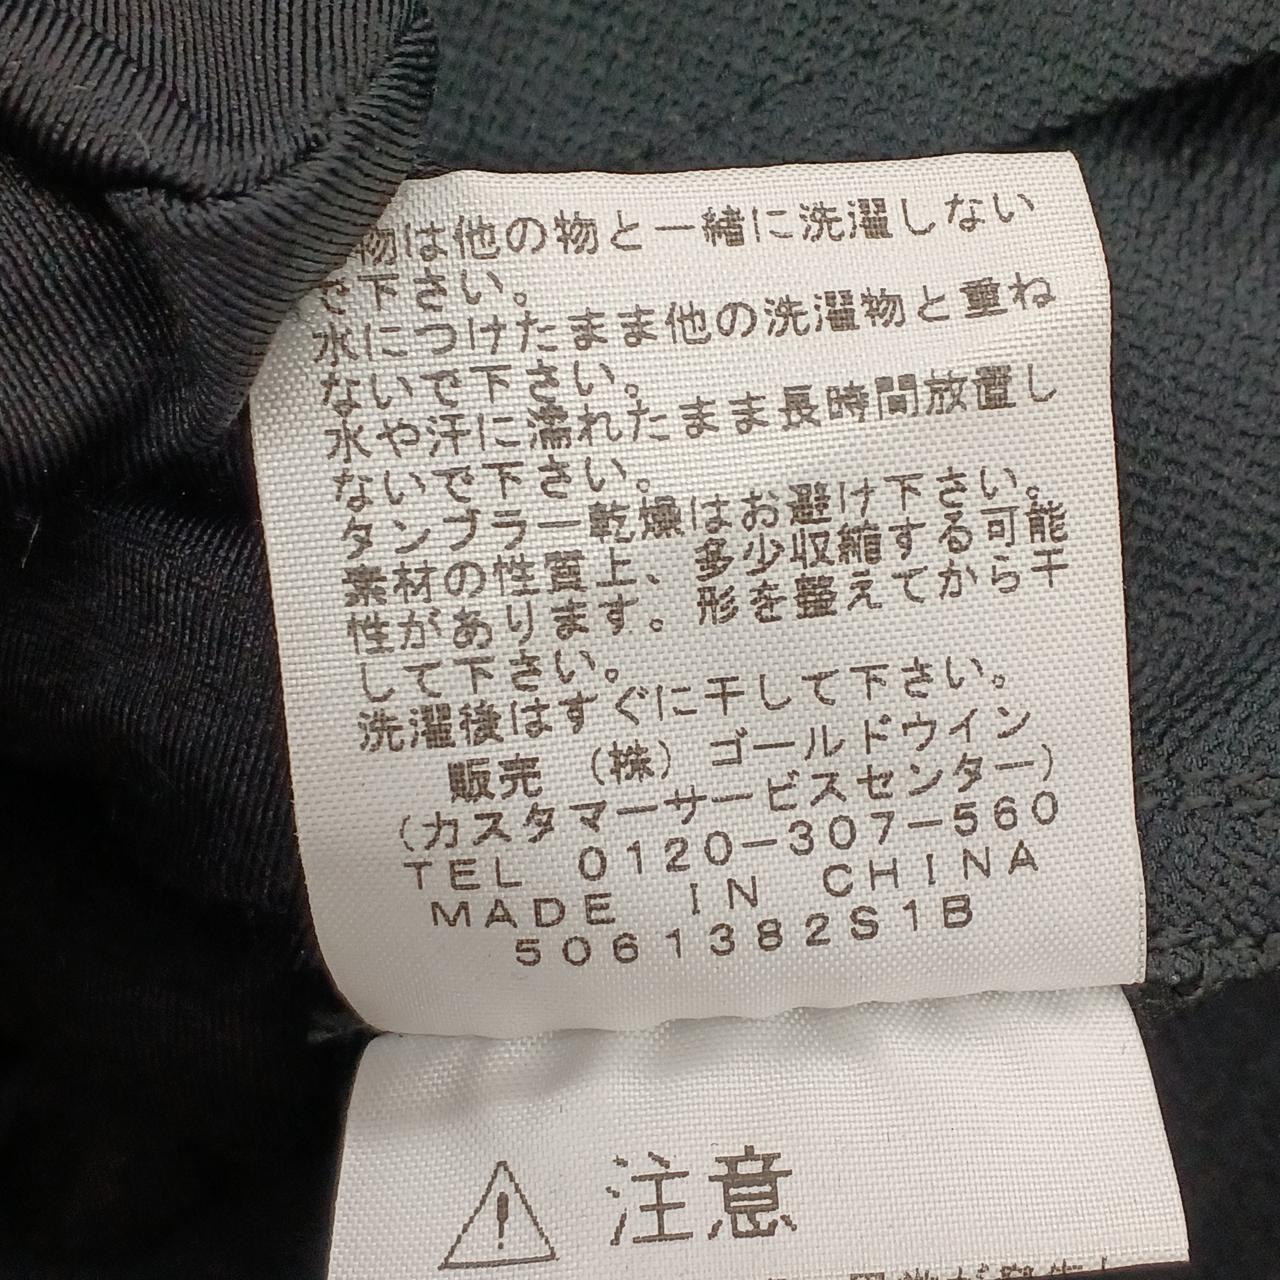 物は他の物と一緒に洗濯しない
で下さい。
水につけたまま他の洗濯物と重ね
ないで下さい。
水や汗に濡れたまま長時間放置し
ないで下さい。
タンブラー乾燥はお避け下さい。
素材の性質上、多少収縮する可能
性があります。形を整えてから干
して下さい。
洗濯後はすぐに干して下さい。
販売 (株) ゴールドウイン
(カスタマーサービスセンター)
TEL 0120-307-560
MADE IN CHINA
5061382S1B
注意